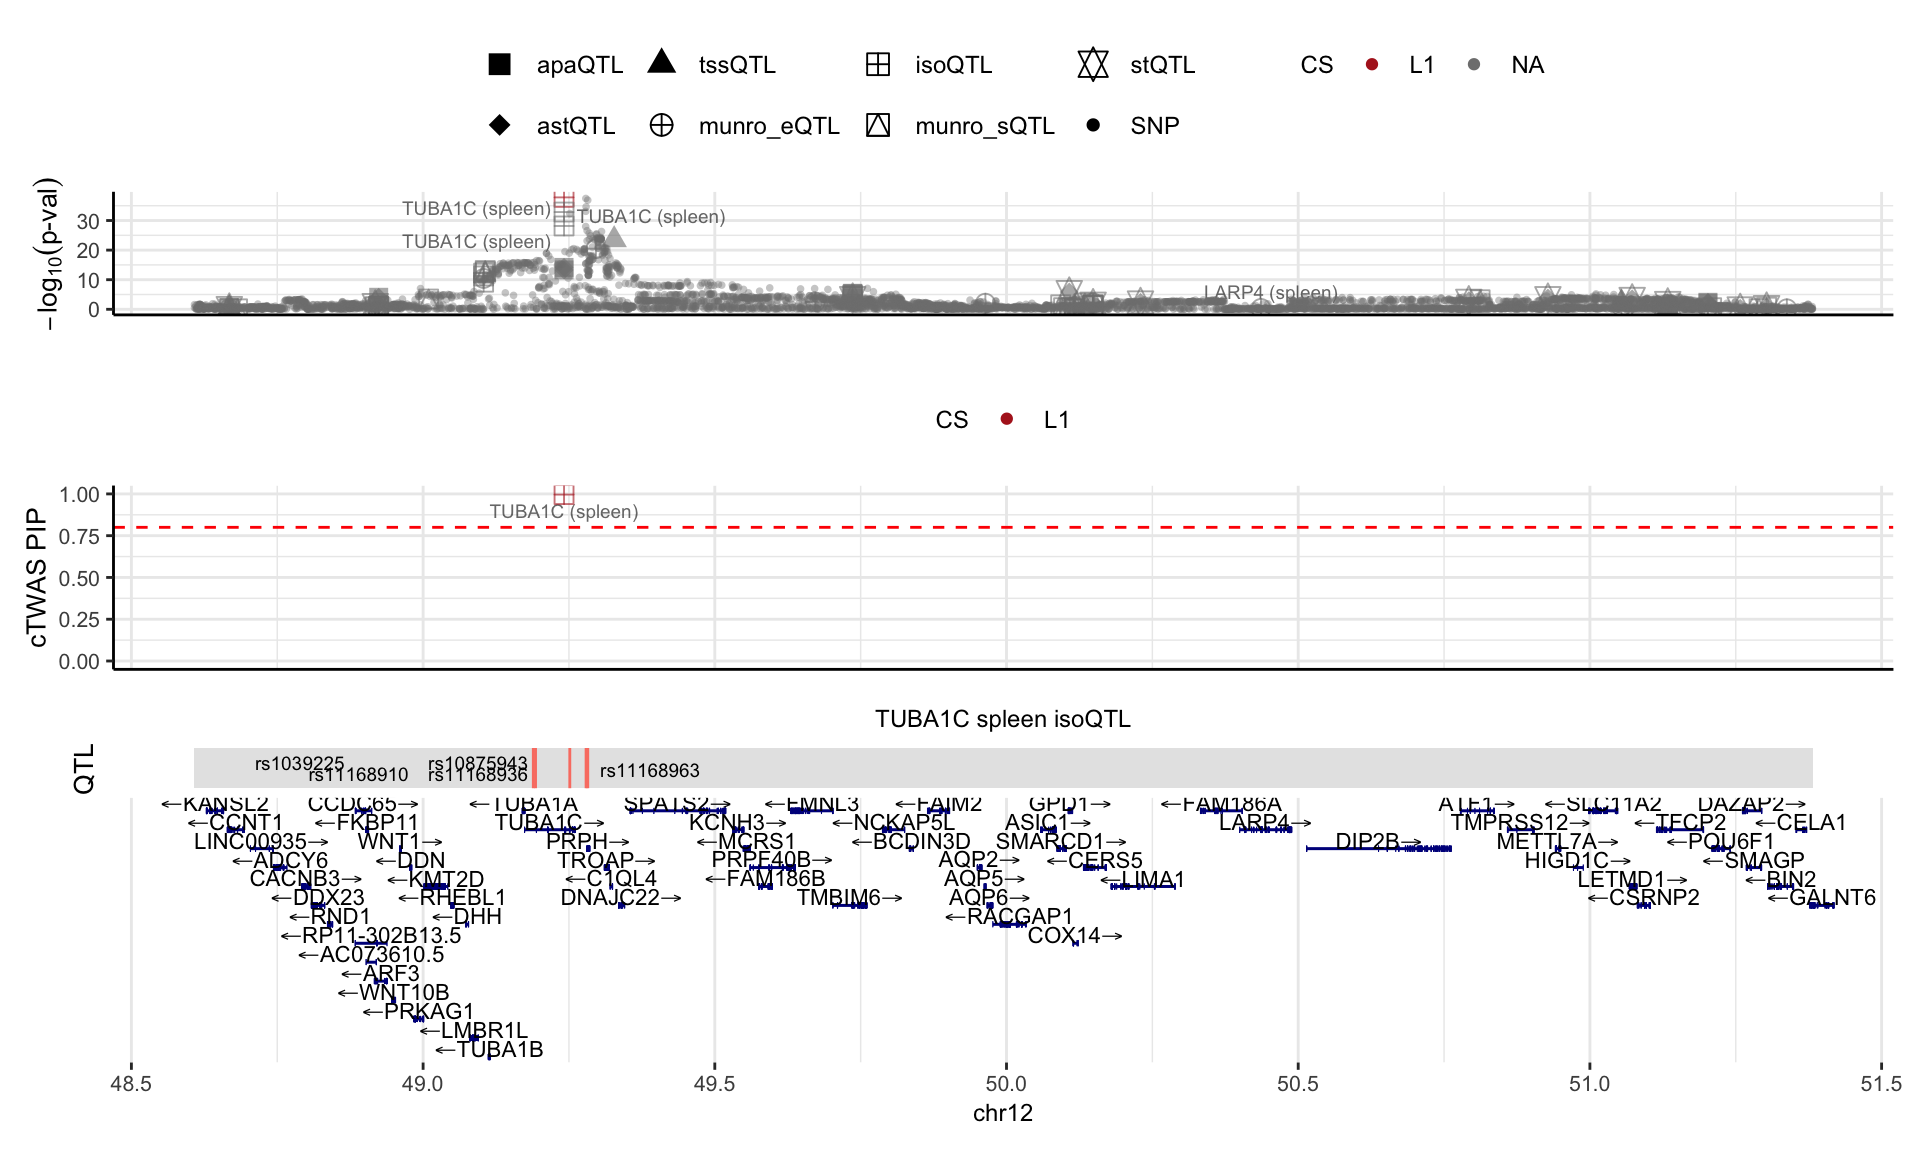 apaQTL tssQTL isoQTL stQTL CS L1 NA
astQTL munro_eQTL munro_sQTL SNP
−log10(p-val)
30
20
10
0
TUBA1C (spleen)
TUBA1C (spleen)
TUBA1C (spleen)
LARP4 (spleen)
CS L1
cTWAS PIP
1.00
0.75
0.50
0.25
0.00
TUBA1C (spleen)
TUBA1C spleen isoQTL
QTL
rs1039225 rs10875943
rs11168910 rs11168936 rs11168963
←KANSL2 CCDC65→ ←TUBA1A SPATS2→ ←FMNL3 ←FAIM2 GPD1→ ←FAM186A ATF1→ ←SLC11A2 DAZAP2→
←CCNT1 ←FKBP11 TUBA1C→ KCNH3→ ←NCKAP5L ASIC1→ LARP4→ TMPRSS12→ ←TFCP2 ←CELA1
LINC00935→ WNT1→ PRPH→ ←MCRS1 ←BCDIN3D SMARCD1→ DIP2B→ METTL7A→ ←POU6F1
←ADCY6 ←DDN TROAP→ PRPF40B→ AQP2→ ←CERS5 HIGD1C→ ←SMAGP
CACNB3→ ←KMT2D ←C1QL4 ←FAM186B AQP5→ ←LIMA1 LETMD1→ ←BIN2
←DDX23 ←RHEBL1 DNAJC22→ TMBIM6→ AQP6→ ←CSRNP2 ←GALNT6
←RND1 ←DHH ←RACGAP1
←RP11-302B13.5 COX14→
←AC073610.5
←ARF3
←WNT10B
←PRKAG1
←LMBR1L
←TUBA1B
48.5 49.0 49.5 50.0 50.5 51.0 51.5
chr12